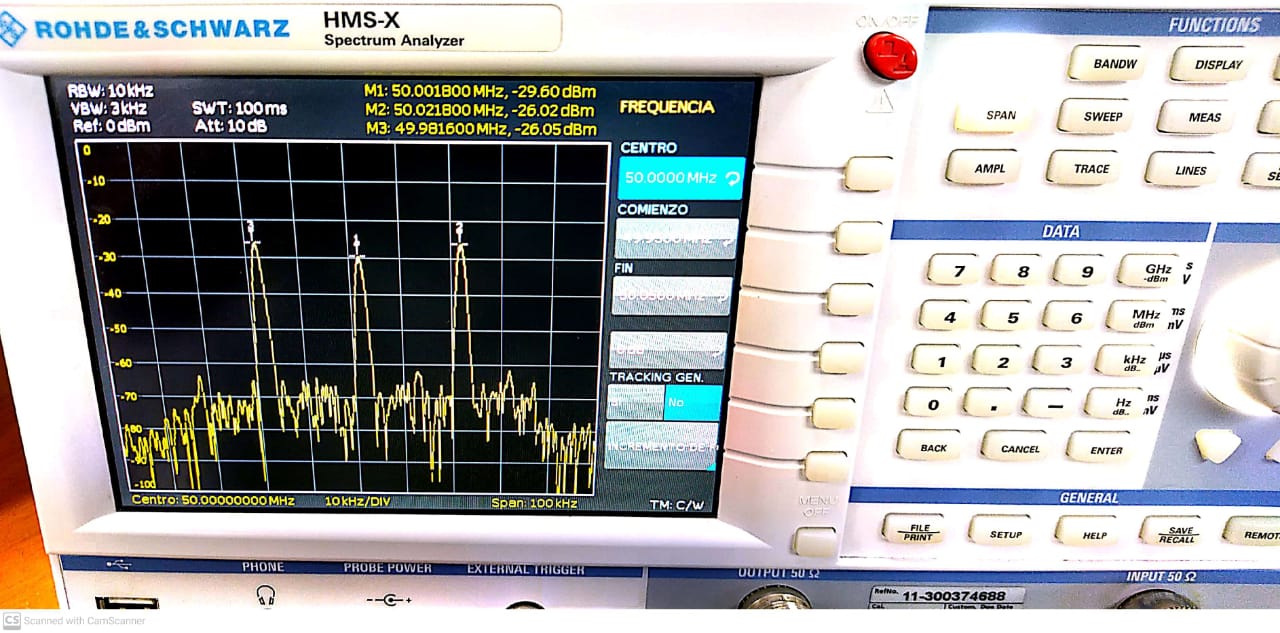 ROHDE & SCHWARZ
HMS-X
Spectrum Analyzer
ON/OFF
RBW: 10 kHz
VBW: 3 kHz SWT: 100 ms
Ref: 0 dBm Att: 10 dB
M1: 50.001800 MHz, -29.60 dBm
M2: 50.021800 MHz, -26.02 dBm
M3: 49.981600 MHz, -26.05 dBm
FREQUENCIA
CENTRO
50.0000 MHz
COMIENZO
FIN
TRACKING GEN.
No
INCREMENTO DE
0
-10
-20
-30
-40
-50
-60
-70
-80
-90
-100
3
1
2
Centro: 50.00000000 MHz 10 kHz/DIV Span: 100 kHz
TM: C/W
MENU
OFF
FUNCTIONS
BANDW DISPLAY
SPAN SWEEP MEAS
AMPL TRACE LINES
DATA
7 8 9 GHz -dBm s V
4 5 6 MHz dBm ms mV
1 2 3 kHz dB.. µs µV
0 . – Hz dB.. ns nV
BACK CANCEL ENTER
GENERAL
FILE PRINT SETUP HELP SAVE RECALL
PHONE PROBE POWER EXTERNAL TRIGGER
OUTPUT 50 Ω
INPUT 50 Ω
RefNo. 11-300374688
CS Scanned with CamScanner